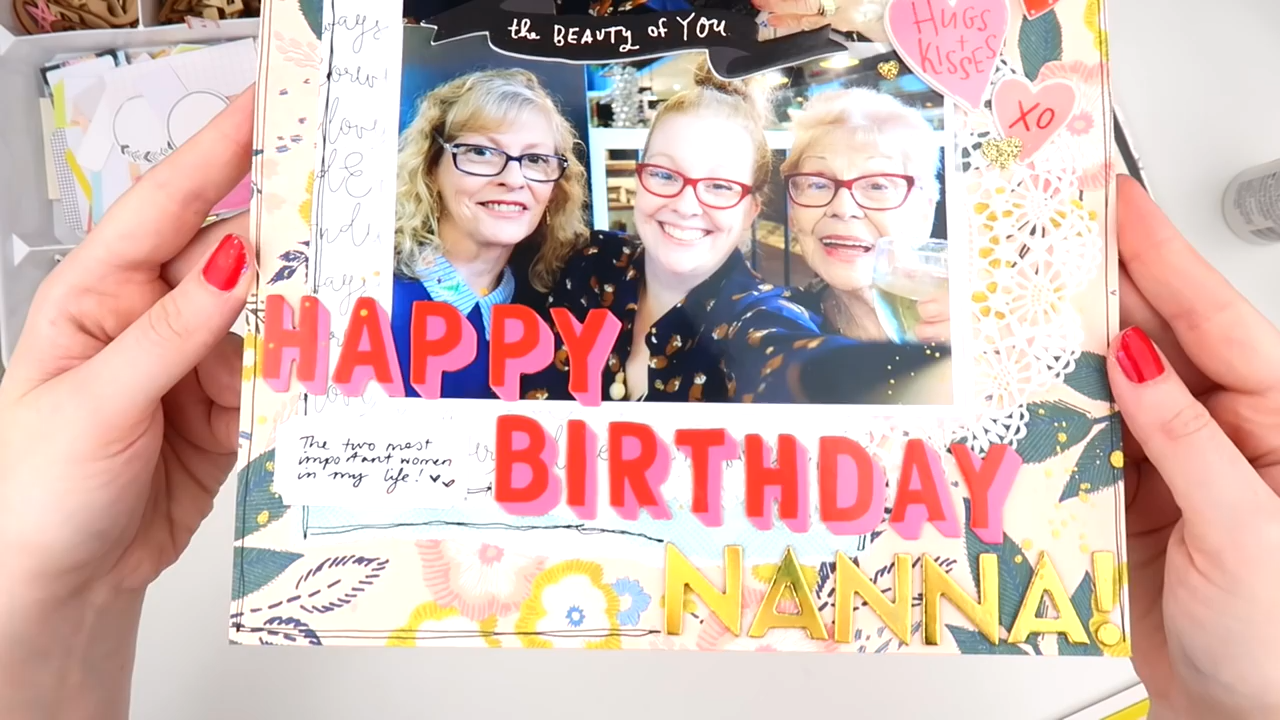 the BEAUTY of YOU
HUGS
+
KISSES
XO
HAPPY
BIRTHDAY
The two most
important women
in my life!
NANNA!